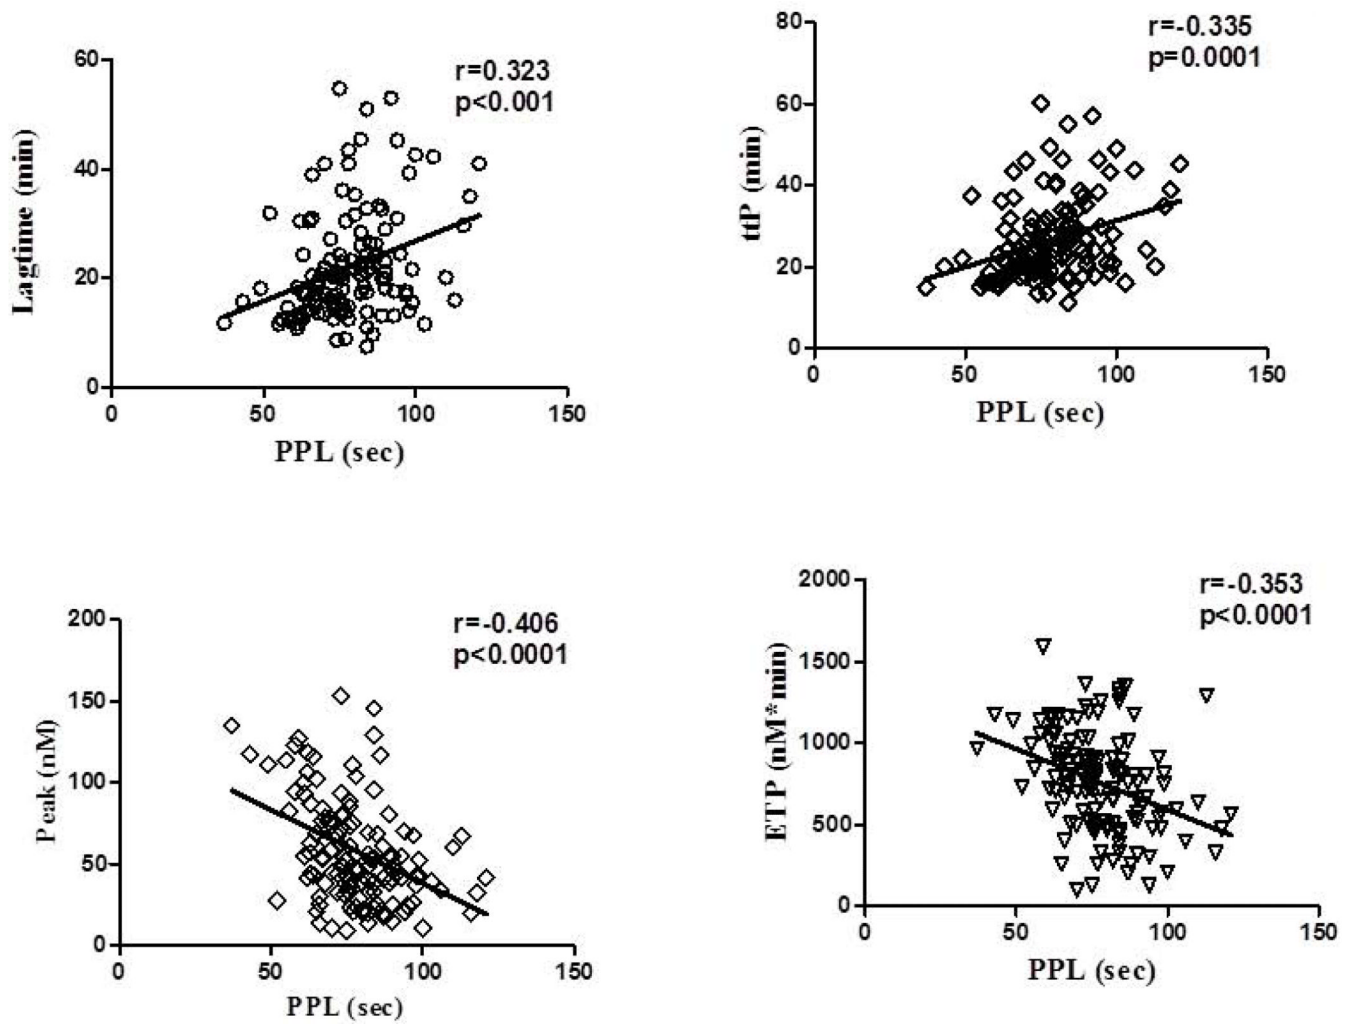 r=0.323
p<0.001
60
40
20
0
Lagtime (min)
0 50 100 150
PPL (sec)
r=-0.335
p=0.0001
80
60
40
20
0
ttP (min)
0 50 100 150
PPL (sec)
r=-0.406
p<0.0001
200
150
100
50
0
Peak (nM)
0 50 100 150
PPL (sec)
r=-0.353
p<0.0001
2000
1500
1000
500
0
ETP (nM*min)
0 50 100 150
PPL (sec)